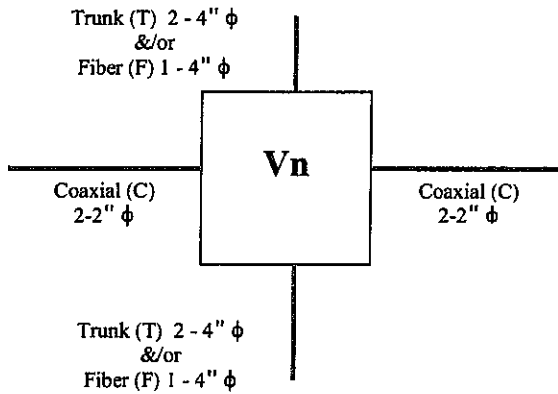 Trunk (T) 2 - 4" ϕ
&/or
Fiber (F) 1 - 4" ϕ
Vn
Coaxial (C)
2-2" ϕ
Coaxial (C)
2-2" ϕ
Trunk (T) 2 - 4" ϕ
&/or
Fiber (F) 1 - 4" ϕ